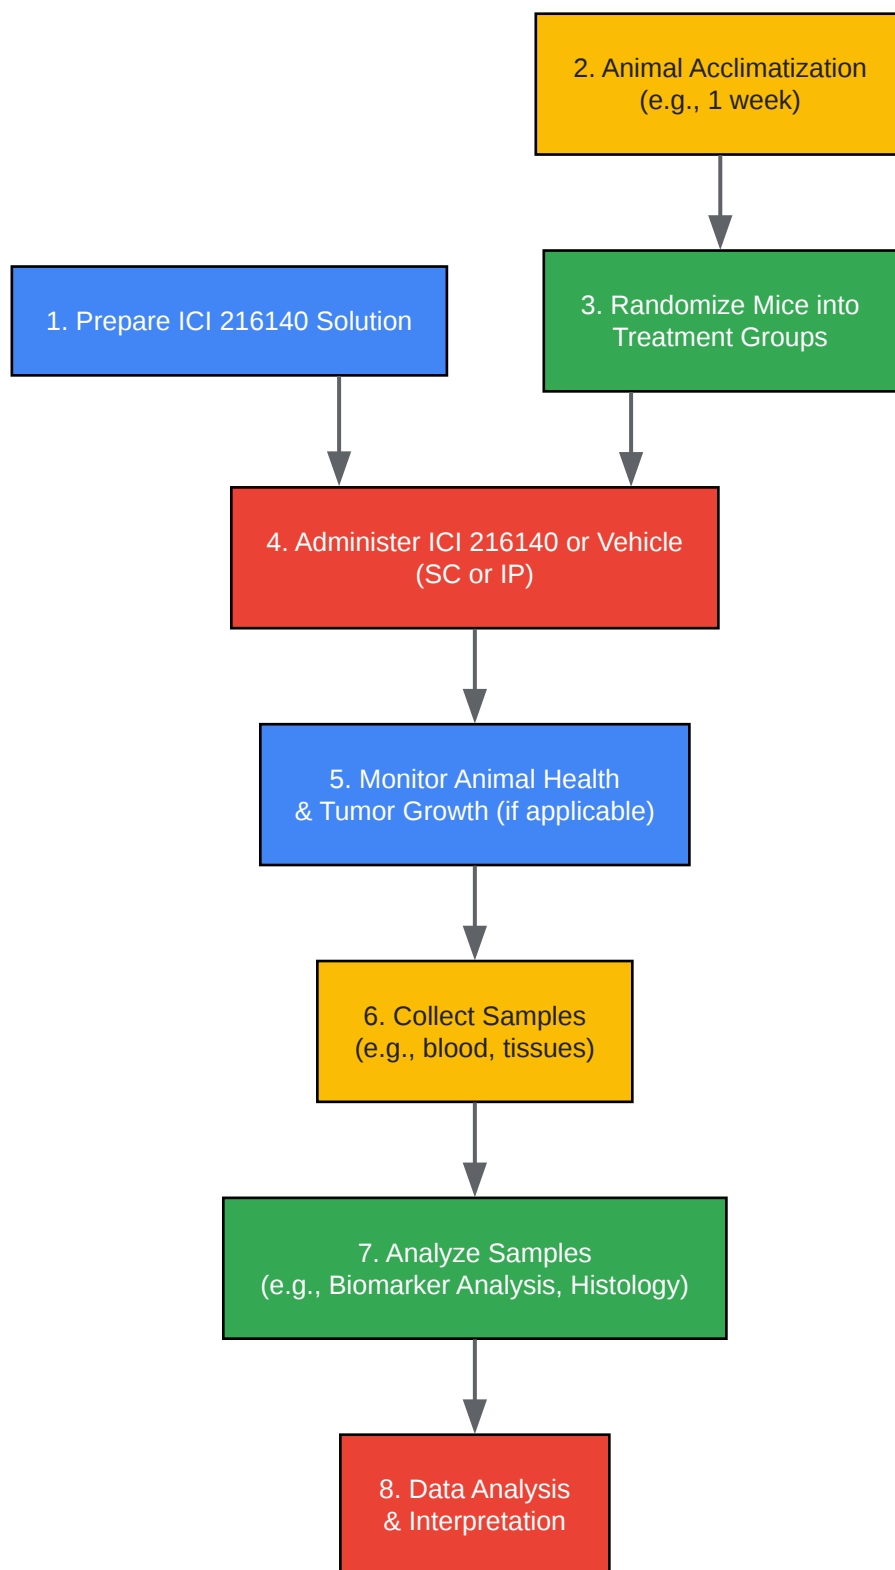 2. Animal Acclimatization
(e.g., 1 week)
1. Prepare ICI 216140 Solution
3. Randomize Mice into
Treatment Groups
4. Administer ICI 216140 or Vehicle
(SC or IP)
5. Monitor Animal Health
& Tumor Growth (if applicable)
6. Collect Samples
(e.g., blood, tissues)
7. Analyze Samples
(e.g., Biomarker Analysis, Histology)
8. Data Analysis
& Interpretation